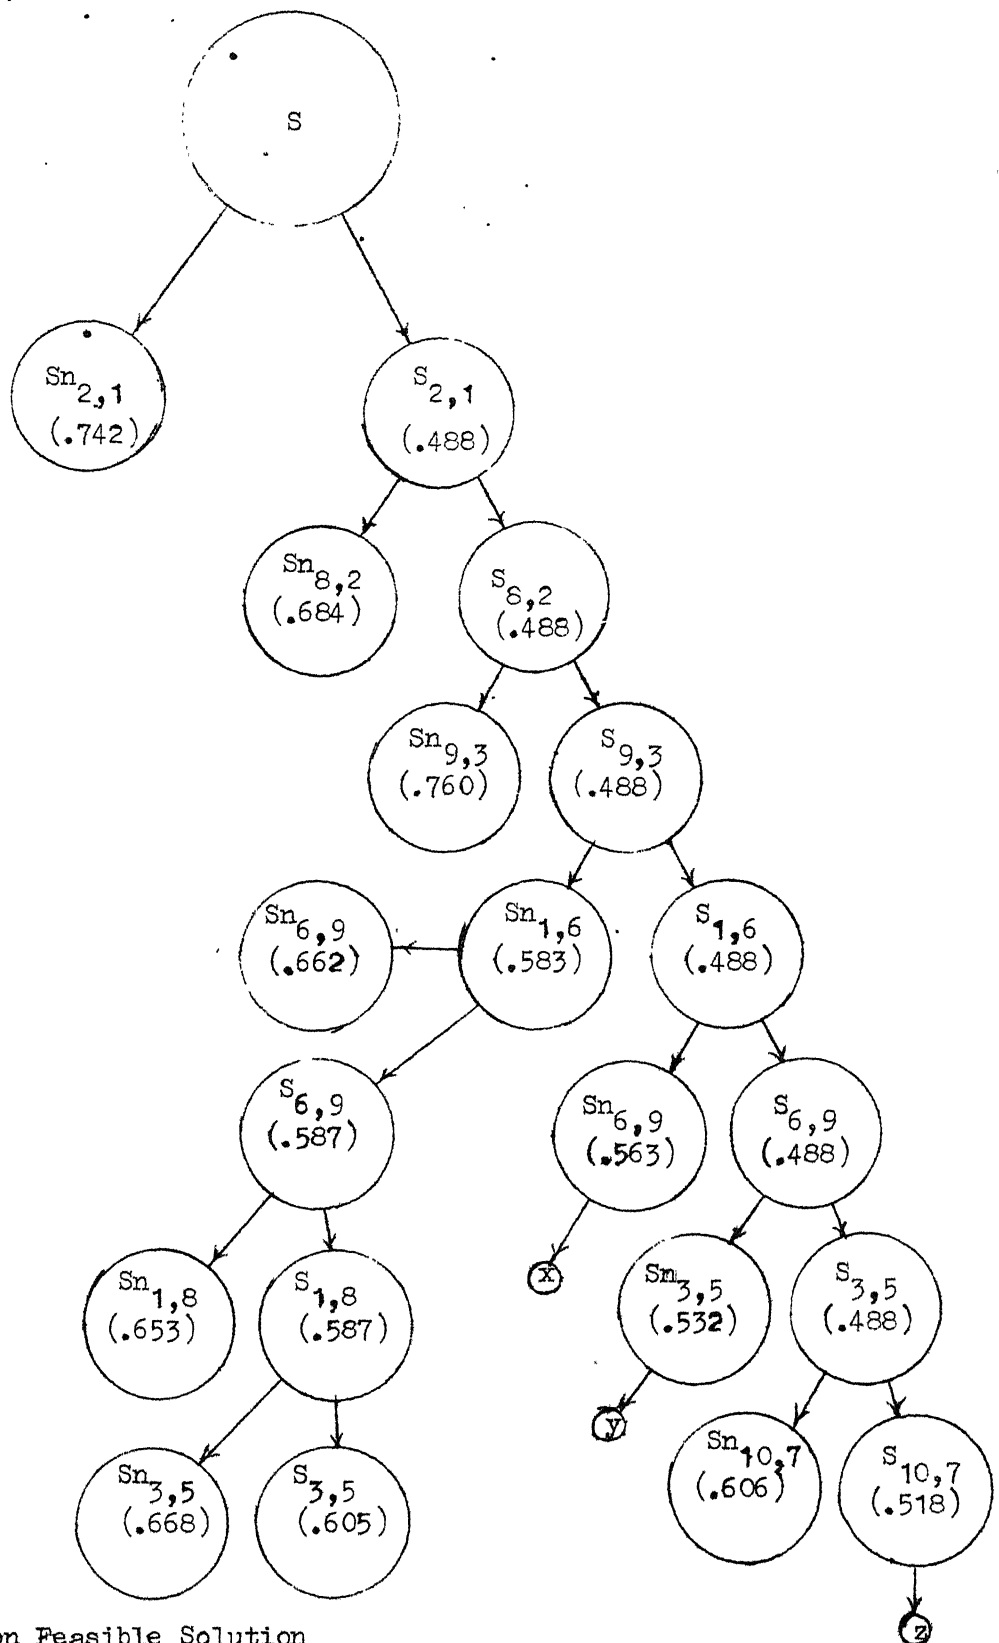 S
Sn2,1
(.742)
S2,1
(.488)
Sn8,2
(.684)
S8,2
(.488)
Sn9,3
(.760)
S9,3
(.488)
Sn6,9
(.662)
Sn1,6
(.583)
S1,6
(.488)
S6,9
(.587)
Sn6,9
(.563)
S6,9
(.488)
x
Sn1,8
(.653)
S1,8
(.587)
Sn3,5
(.532)
S3,5
(.488)
y
Sn3,5
(.668)
S3,5
(.605)
Sn10,7
(.606)
S10,7
(.518)
z
Feasible Solution